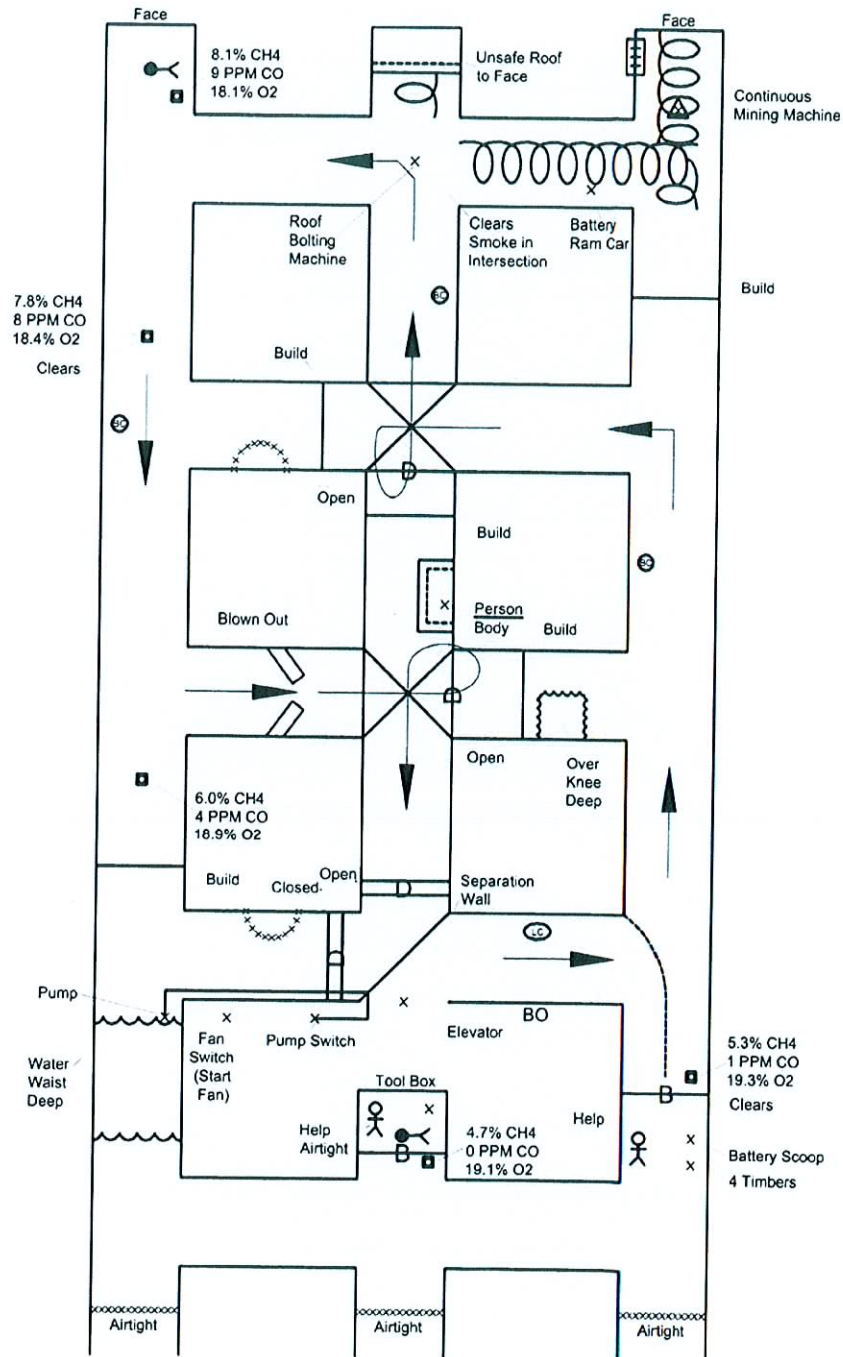 Face
Face
8.1% CH4
9 PPM CO
18.1% O2
Unsafe Roof
to Face
Continuous
Mining Machine
Roof
Bolting
Machine
Clears
Smoke in
Intersection
Battery
Ram Car
7.8% CH4
8 PPM CO
18.4% O2
Clears
Build
BO
Build
BO
D
Open
Build
BO
Blown Out
Person
Body
Build
D
Open
Over
Knee
Deep
6.0% CH4
4 PPM CO
18.9% O2
Build
Closed
Open
D
Separation
Wall
LC
D
Pump
Fan
Switch
(Start
Fan)
Pump Switch
Elevator
BO
5.3% CH4
1 PPM CO
19.3% O2
Clears
Water
Waist
Deep
Tool Box
B
Help
Airtight
Help
B
4.7% CH4
0 PPM CO
19.1% O2
Battery Scoop
4 Timbers
Airtight
Airtight
Airtight